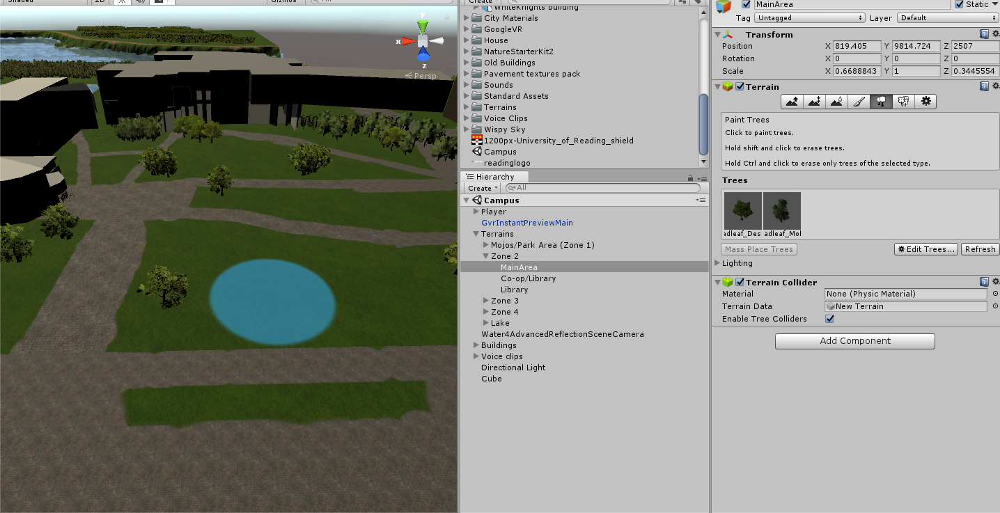 Shaded
2D
Gizmos
All
y
x
z
Persp
Create
WhiteKnights building
City Materials
GoogleVR
House
NatureStarterKit2
Old Buildings
Pavement textures pack
Sounds
Standard Assets
Terrains
Voice Clips
Wispy Sky
1200px-University_of_Reading_shield
Campus
readinglogo
Hierarchy
Create
All
Campus
Player
GvrInstantPreviewMain
Terrains
Mojos/Park Area (Zone 1)
Zone 2
MainArea
Co-op/Library
Library
Zone 3
Zone 4
Lake
Water4AdvancedReflectionSceneCamera
Buildings
Voice clips
Directional Light
Cube
MainArea Static
Tag Untagged Layer Default
Transform
Position X 819.405 Y 9814.724 Z 2507
Rotation X 0 Y 0 Z 0
Scale X 0.6688843 Y 1 Z 0.3445554
Terrain
Paint Trees
Click to paint trees.
Hold shift and click to erase trees.
Hold Ctrl and click to erase only trees of the selected type.
Trees
adleaf_Des adleaf_Mol
Mass Place Trees Edit Trees... Refresh
Lighting
Terrain Collider
Material None (Physic Material)
Terrain Data New Terrain
Enable Tree Colliders
Add Component